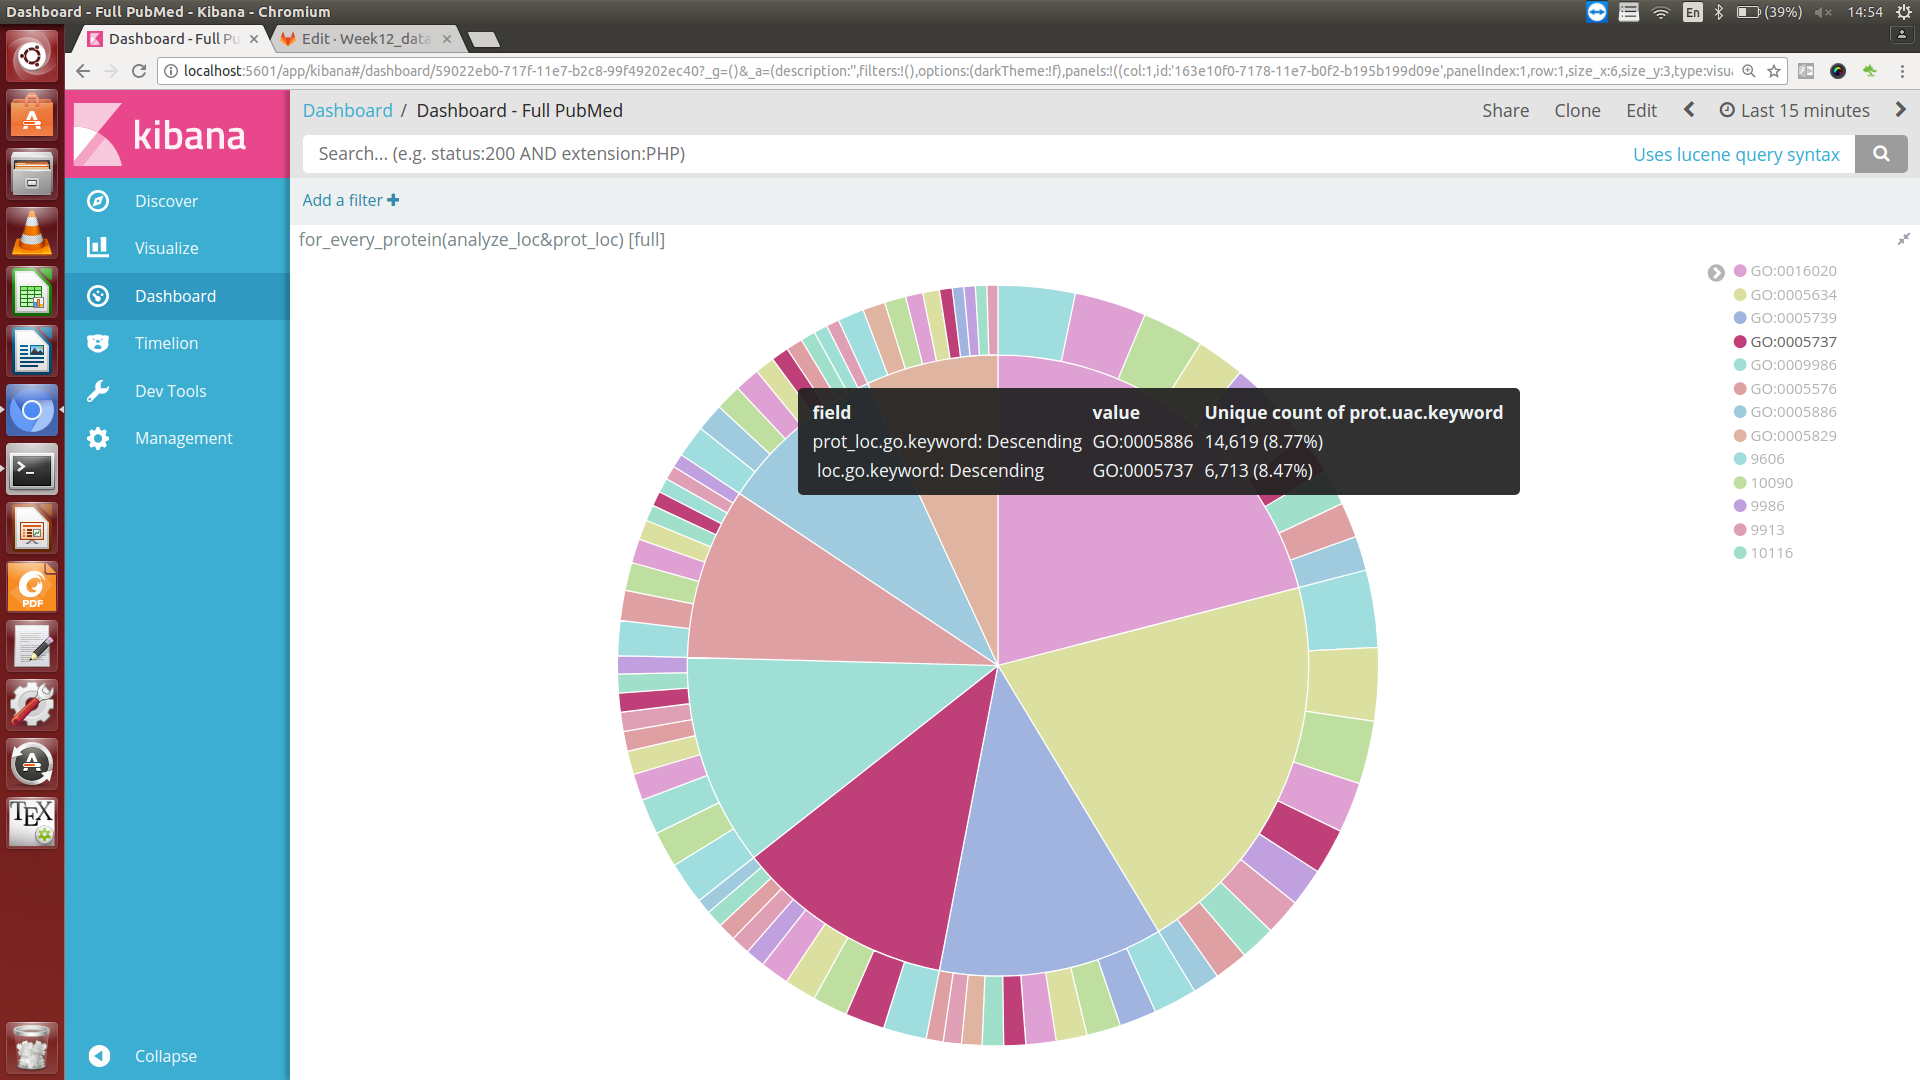 Dashboard - Full PubMed - Kibana - Chromium
En
(39%)
14:54
Dashboard - Full Pu
Edit · Week12_data
localhost:5601/app/kibana#/dashboard/59022eb0-717f-11e7-b2c8-99f49202ec40?_g=()&_a=(description:'',filters:!(),options:(darkTheme:!f),panels:!((col:1,id:'163e10f0-7178-11e7-b0f2-b195b199d09e',panelIndex:1,row:1,size_x:6,size_y:3,type:visua
kibana
Discover
Visualize
Dashboard
Timelion
Dev Tools
Management
Collapse
PDF
TEX
Dashboard / Dashboard - Full PubMed
Share Clone Edit Last 15 minutes
Search... (e.g. status:200 AND extension:PHP)
Uses lucene query syntax
Add a filter +
for_every_protein(analyze_loc&prot_loc) [full]
field value Unique count of prot.uac.keyword
prot_loc.go.keyword: Descending GO:0005886 14,619 (8.77%)
loc.go.keyword: Descending GO:0005737 6,713 (8.47%)
GO:0016020
GO:0005634
GO:0005739
GO:0005737
GO:0009986
GO:0005576
GO:0005886
GO:0005829
9606
10090
9986
9913
10116